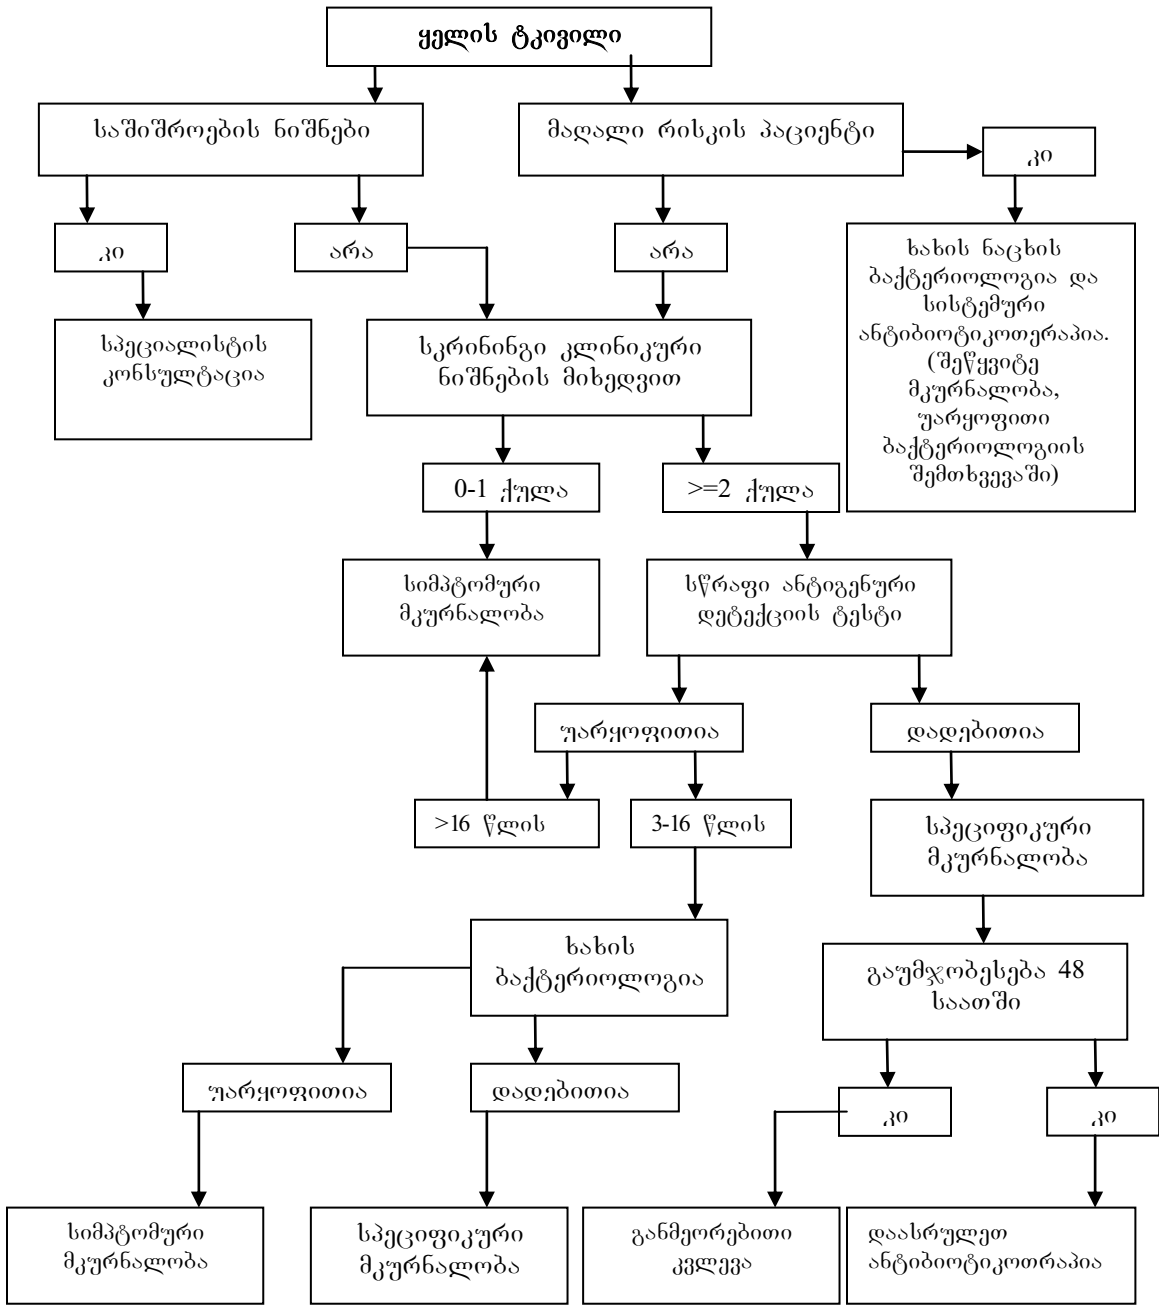 ყელის ტკივილი
საშიშროების ნიშნები
მაღალი რისკის პაციენტი
კი
კი
არა
არა
ხახის ნაცხის
ბაქტერიოლოგია და
სისტემური
ანტიბიოტიკოთერაპია.
(შეწყვიტე
მკურნალობა,
უარყოფითი
ბაქტერიოლოგიის
შემთხვევაში)
სპეციალისტის
კონსულტაცია
სკრინინგი კლინიკური
ნიშნების მიხედვით
0-1 ქულა
>=2 ქულა
სიმპტომური
მკურნალობა
სწრაფი ანტიგენური
დეტექციის ტესტი
უარყოფითია
დადებითია
>16 წლის
3-16 წლის
სპეციფიკური
მკურნალობა
ხახის
ბაქტერიოლოგია
გაუმჯობესება 48
საათში
უარყოფითია
დადებითია
კი
კი
სიმპტომური
მკურნალობა
სპეციფიკური
მკურნალობა
განმეორებითი
კვლევა
დაასრულეთ
ანტიბიოტიკოთრაპია